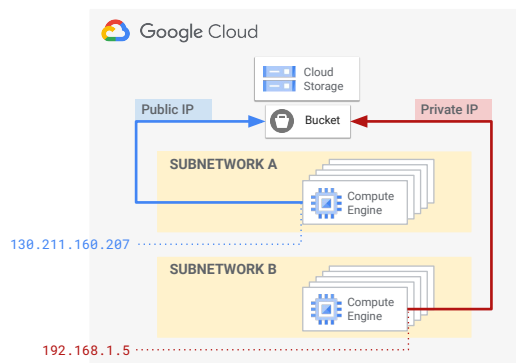 Google Cloud
Cloud
Storage
Public IP
Private IP
Bucket
SUBNETWORK A
Compute
Engine
130.211.160.207
SUBNETWORK B
Compute
Engine
192.168.1.5